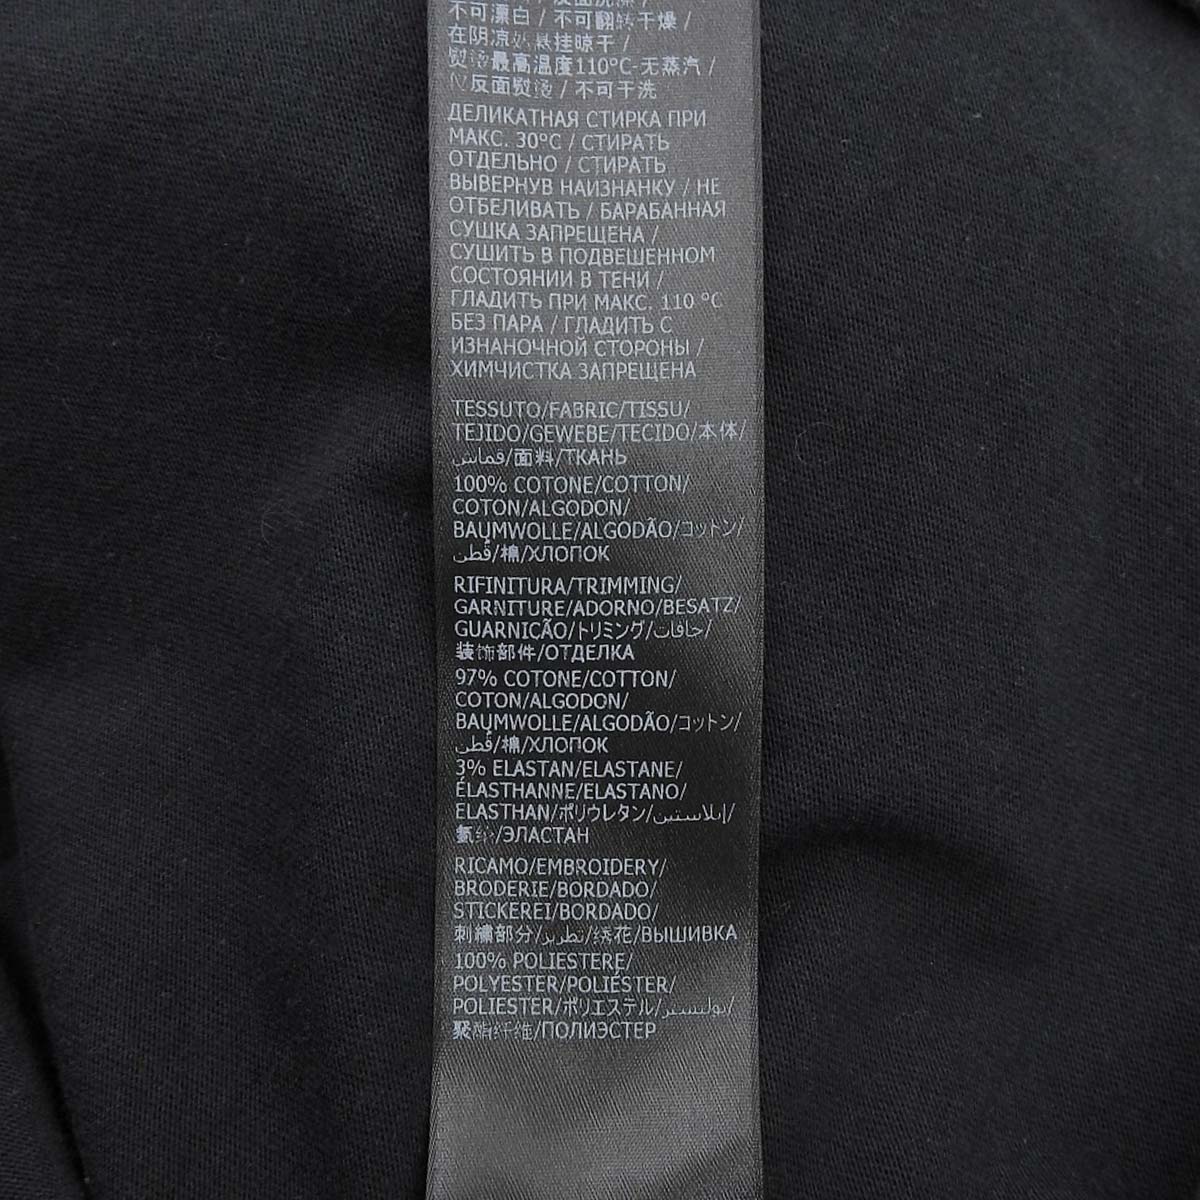 不可漂白 / 不可翻转干燥 /
在阴凉处悬挂晾干 /
熨烫最高温度110°C-无蒸汽 /
仅反面熨烫 / 不可干洗
ДЕЛИКАТНАЯ СТИРКА ПРИ
МАКС. 30°C / СТИРАТЬ
ОТДЕЛЬНО / СТИРАТЬ
ВЫВЕРНУВ НАИЗНАНКУ / НЕ
ОТБЕЛИВАТЬ / БАРАБАННАЯ
СУШКА ЗАПРЕЩЕНА /
СУШИТЬ В ПОДВЕШЕННОМ
СОСТОЯНИИ В ТЕНИ /
ГЛАДИТЬ ПРИ МАКС. 110 °C
БЕЗ ПАРА / ГЛАДИТЬ С
ИЗНАНОЧНОЙ СТОРОНЫ /
ХИМЧИСТКА ЗАПРЕЩЕНА
TESSUTO/FABRIC/TISSU/
TEJIDO/GEWEBE/TECIDO/本体/
قماس/面料/ТКАНЬ
100% COTONE/COTTON/
COTON/ALGODON/
BAUMWOLLE/ALGODÃO/コットン/
قُطن/棉/ХЛОПОК
RIFINITURA/TRIMMING/
GARNITURE/ADORNO/BESATZ/
GUARNIÇÃO/トリミング/حافات/
装饰部件/ОТДЕЛКА
97% COTONE/COTTON/
COTON/ALGODON/
BAUMWOLLE/ALGODÃO/コットン/
قُطن/棉/ХЛОПОК
3% ELASTAN/ELASTANE/
ÉLASTHANNE/ELASTANO/
ELASTHAN/ポリウレタン/إيلاستين/
氨纶/ЭЛАСТАН
RICAMO/EMBROIDERY/
BRODERIE/BORDADO/
STICKEREI/BORDADO/
刺繍部分/تطريز/绣花/ВЫШИВКА
100% POLIESTERE/
POLYESTER/POLIÉSTER/
POLIESTER/ポリエステル/بوليستر/
聚酯纤维/ПОЛИЭСТЕР